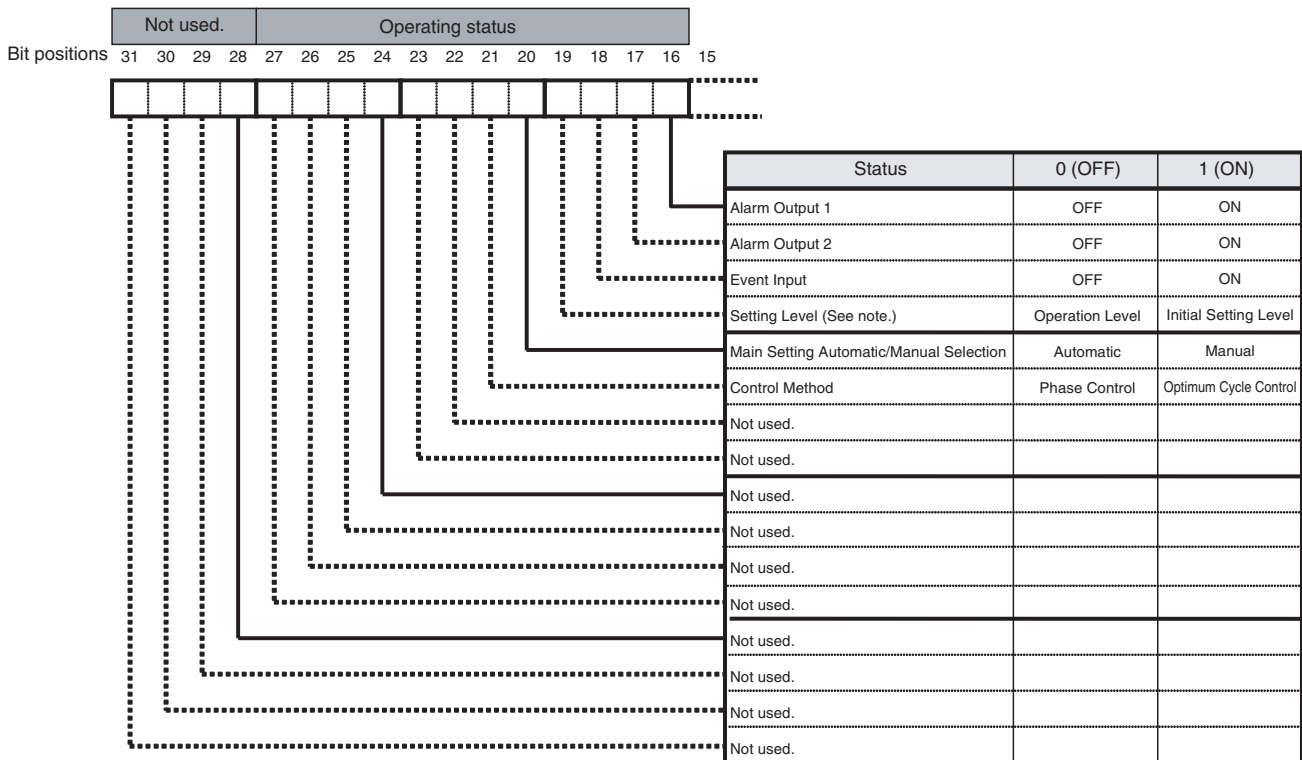 Not used. Operating status
Bit positions 31 30 29 28 27 26 25 24 23 22 21 20 19 18 17 16 15
Status 0 (OFF) 1 (ON)
Alarm Output 1 OFF ON
Alarm Output 2 OFF ON
Event Input OFF ON
Setting Level (See note.) Operation Level Initial Setting Level
Main Setting Automatic/Manual Selection Automatic Manual
Control Method Phase Control Optimum Cycle Control
Not used.
Not used.
Not used.
Not used.
Not used.
Not used.
Not used.
Not used.
Not used.
Not used.